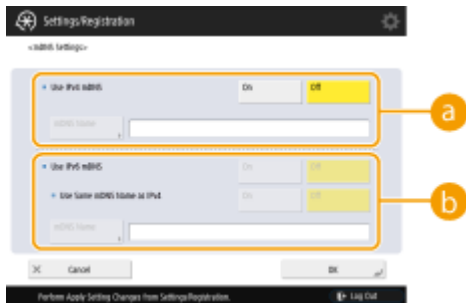 Settings/Registration
<mDNS Settings>
Use IPv4 mDNS
On
Off
mDNS Name
a
Use IPv6 mDNS
On
Off
Use Same mDNS Name as IPv4
On
Off
mDNS Name
b
Cancel
OK
Perform Apply Setting Changes from Settings/Registration.
Log Out